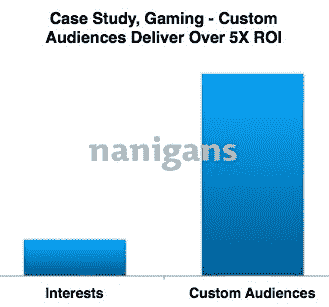 Case Study, Gaming - Custom
Audiences Deliver Over 5X ROI
nanigans
Interests
Custom Audiences